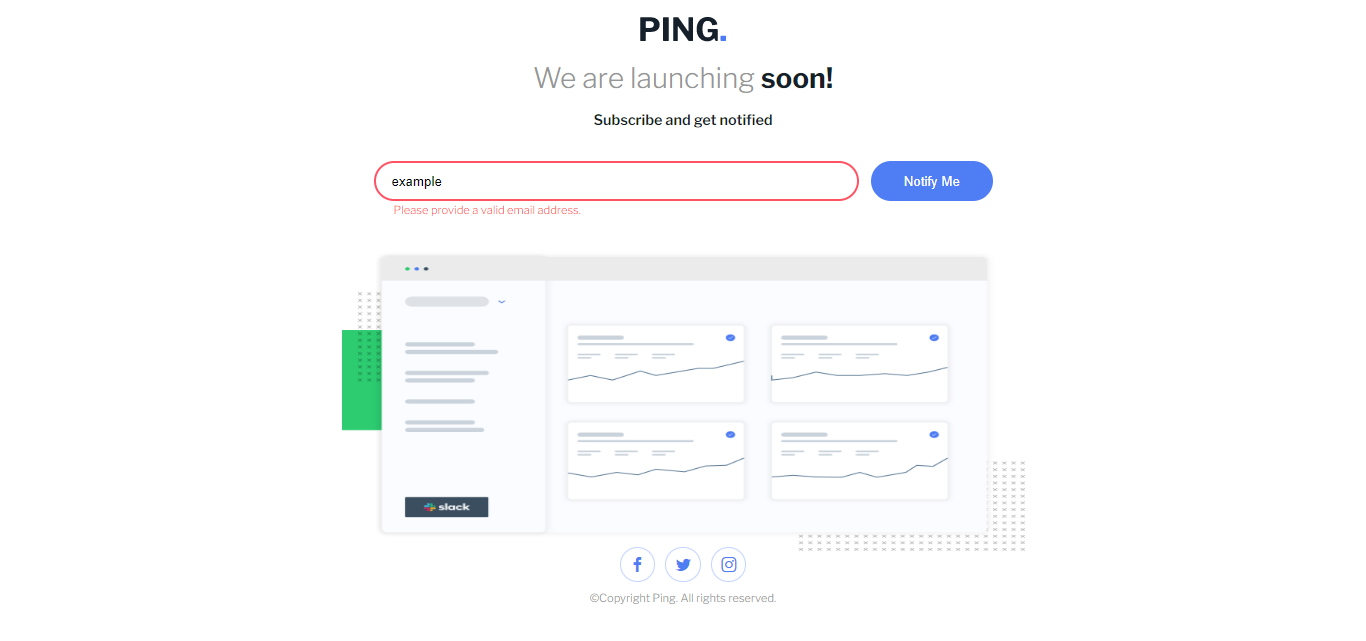 PING.
We are launching soon!
Subscribe and get notified
example
Notify Me
Please provide a valid email address.
slack
©Copyright Ping. All rights reserved.